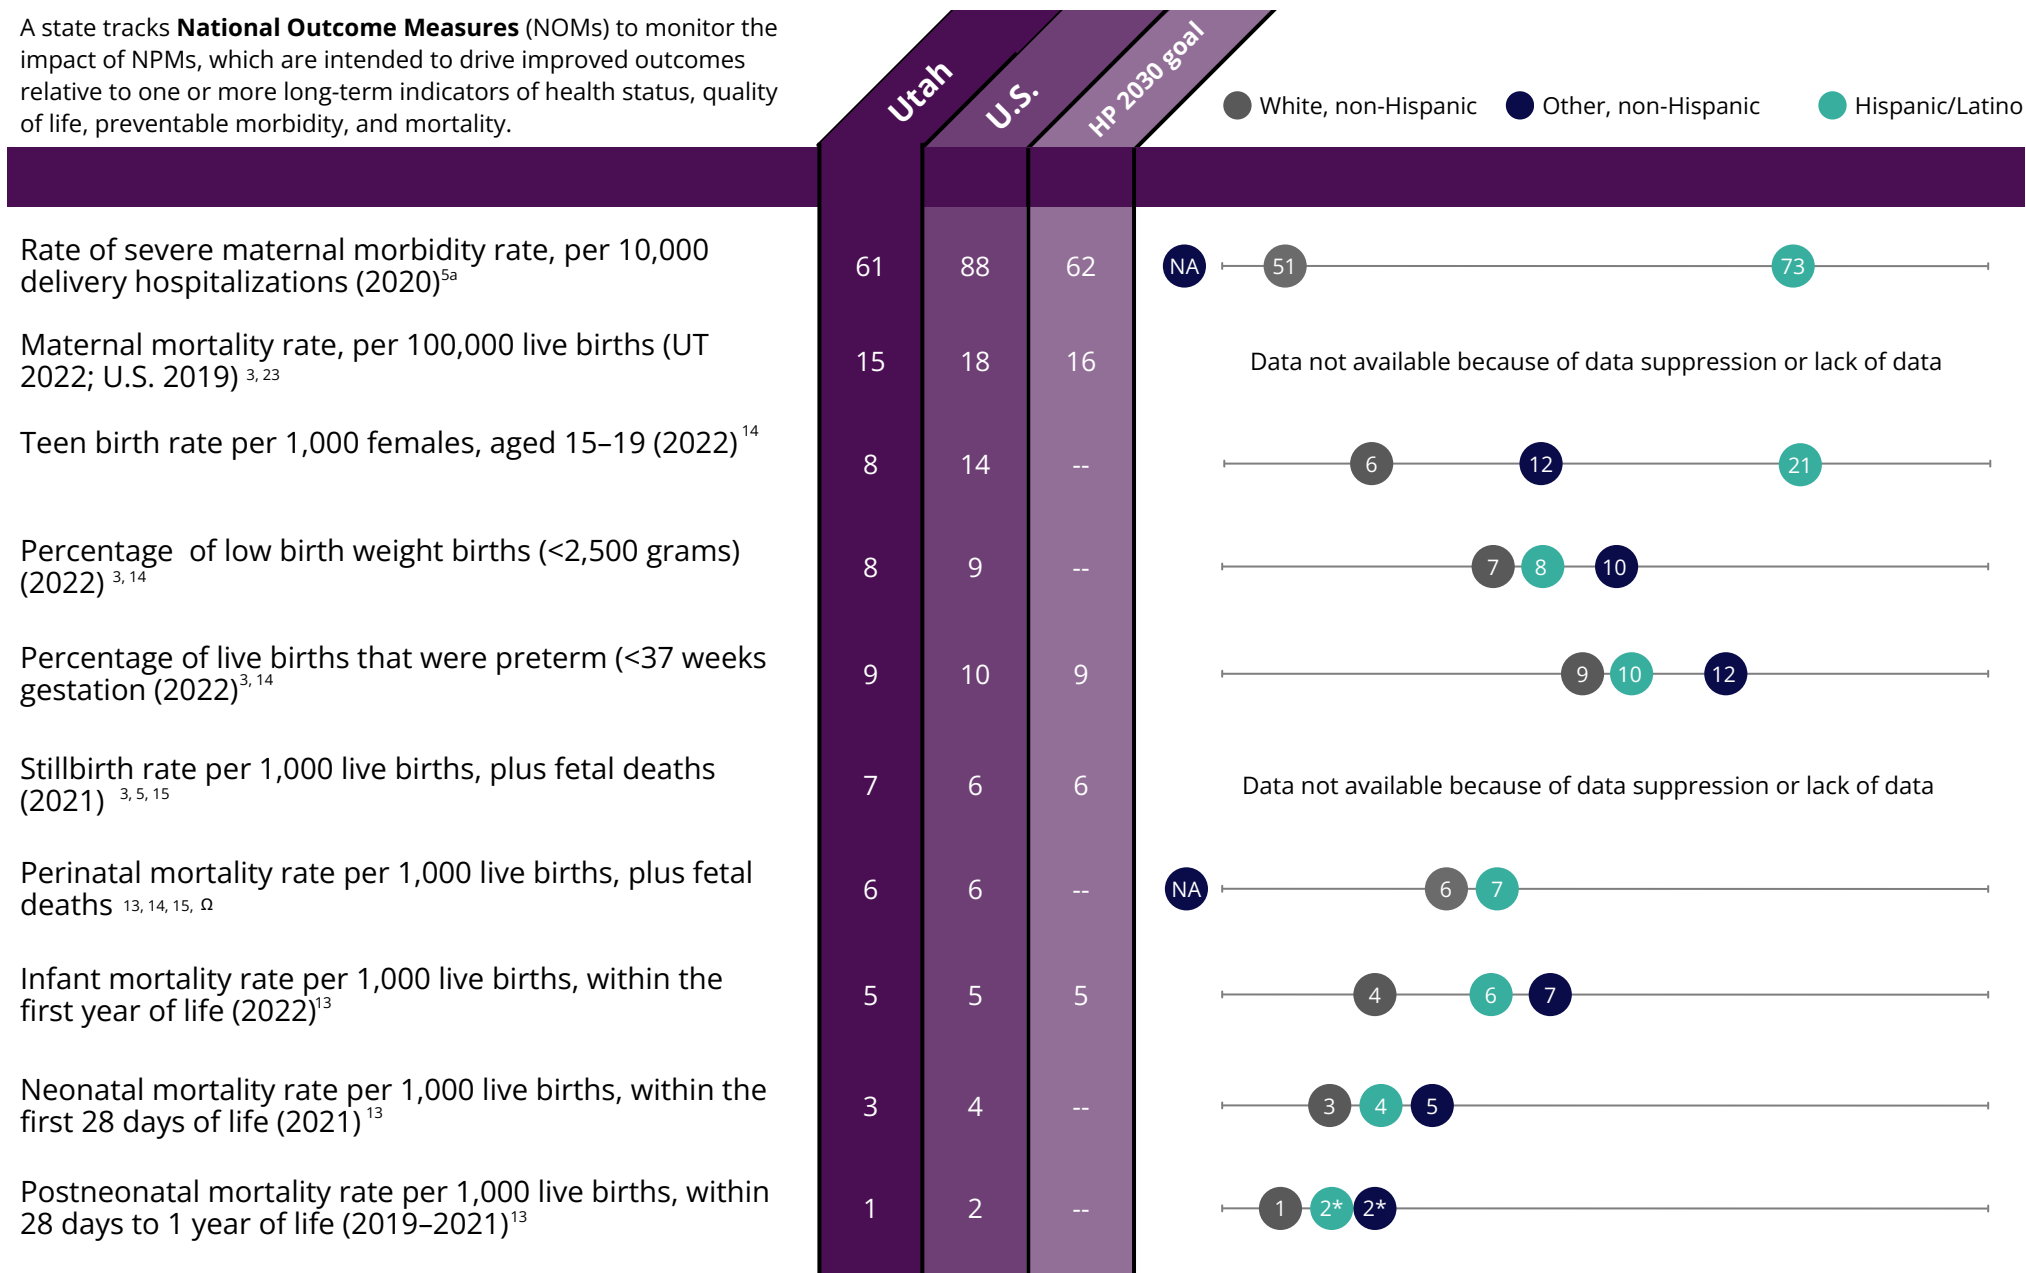 A state tracks National Outcome Measures (NOMs) to monitor the
impact of NPMs, which are intended to drive improved outcomes
relative to one or more long-term indicators of health status, quality
of life, preventable morbidity, and mortality.
Utah
U.S.
HP 2030 goal
White, non-Hispanic
Other, non-Hispanic
Hispanic/Latino
Rate of severe maternal morbidity rate, per 10,000
delivery hospitalizations (2020)5a
61
88
62
NA
51
73
Maternal mortality rate, per 100,000 live births (UT
2022; U.S. 2019) 3, 23
15
18
16
Data not available because of data suppression or lack of data
Teen birth rate per 1,000 females, aged 15–19 (2022) 14
8
14
--
6
12
21
Percentage of low birth weight births (<2,500 grams)
(2022) 3, 14
8
9
--
7
8
10
Percentage of live births that were preterm (<37 weeks
gestation (2022)3, 14
9
10
9
9
10
12
Stillbirth rate per 1,000 live births, plus fetal deaths
(2021) 3, 5, 15
7
6
6
Data not available because of data suppression or lack of data
Perinatal mortality rate per 1,000 live births, plus fetal
deaths 13, 14, 15, Ω
6
6
--
NA
6
7
Infant mortality rate per 1,000 live births, within the
first year of life (2022)13
5
5
5
4
6
7
Neonatal mortality rate per 1,000 live births, within the
first 28 days of life (2021) 13
3
4
--
3
4
5
Postneonatal mortality rate per 1,000 live births, within
28 days to 1 year of life (2019–2021)13
1
2
--
1
2*
2*